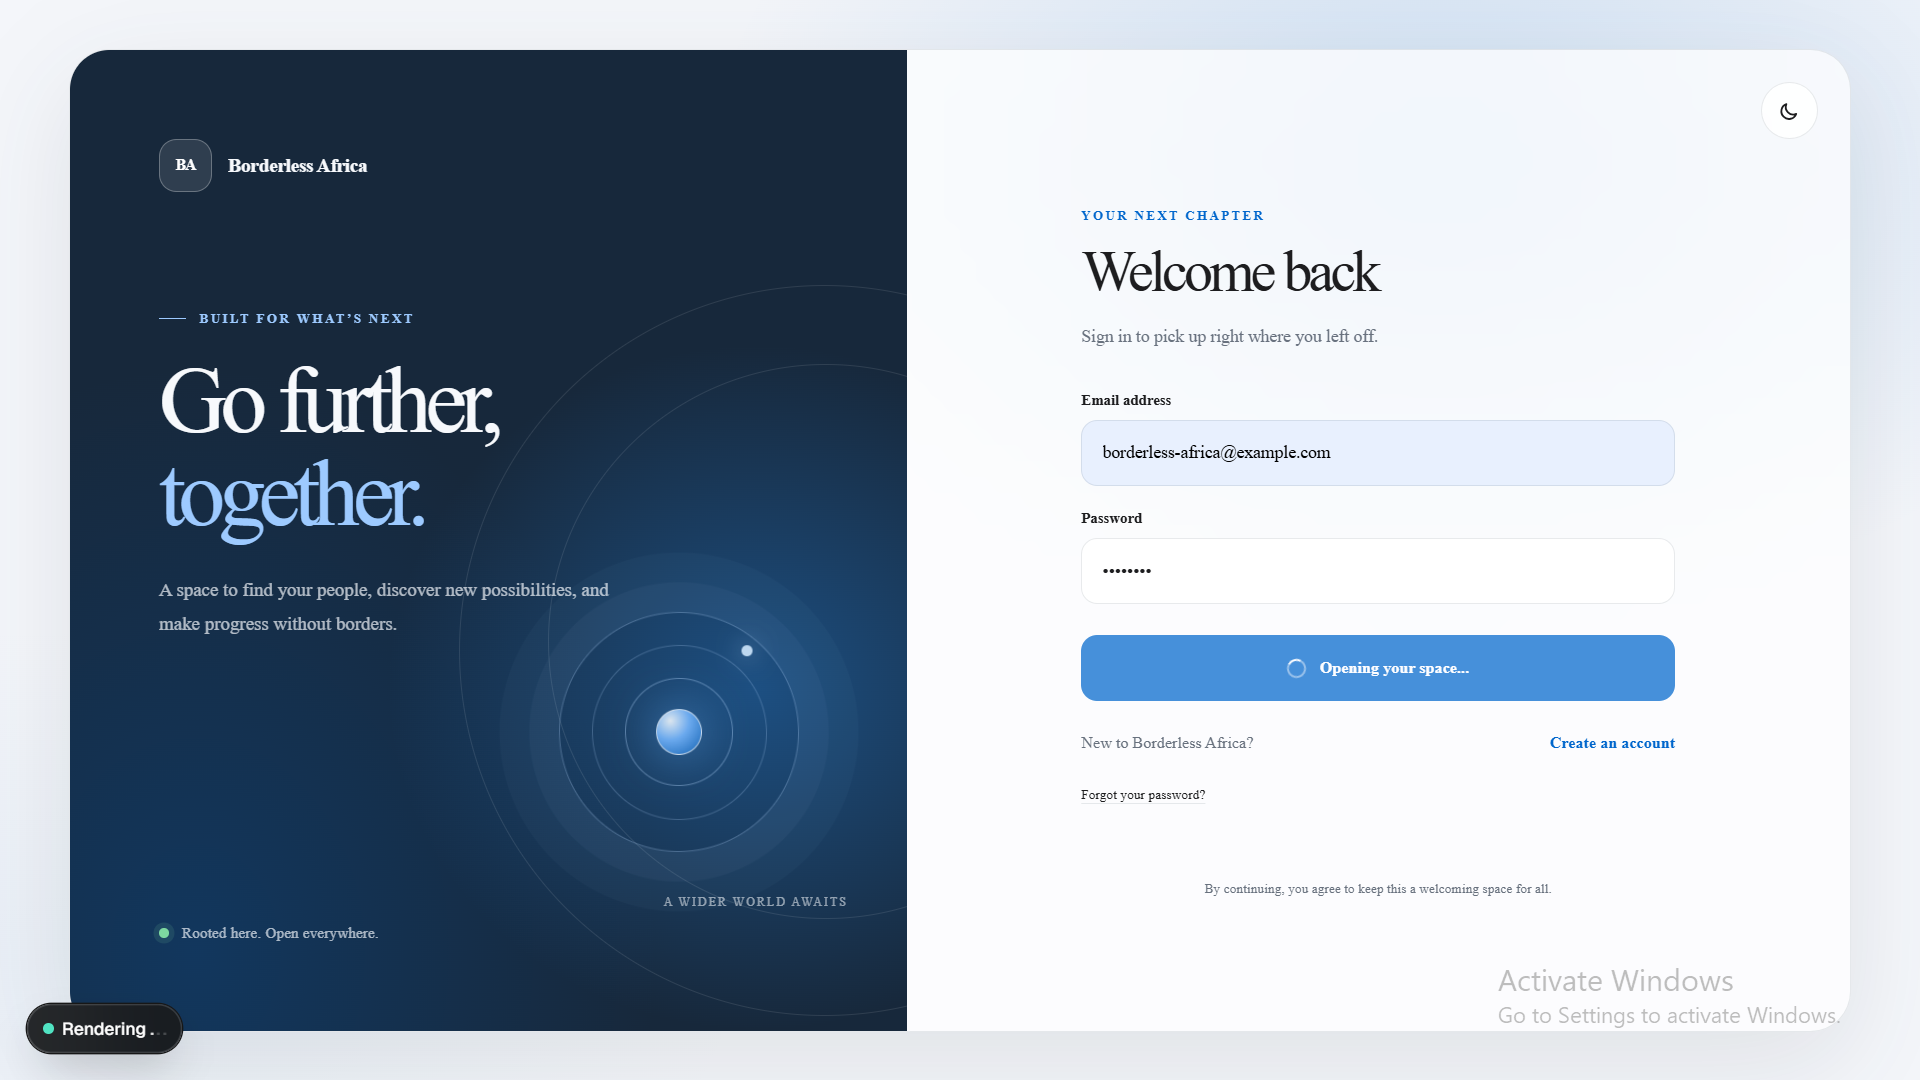 BA
Borderless Africa
BUILT FOR WHAT’S NEXT
Go further,
together.
A space to find your people, discover new possibilities, and
make progress without borders.
A WIDER WORLD AWAITS
Rooted here. Open everywhere.
Rendering ...
YOUR NEXT CHAPTER
Welcome back
Sign in to pick up right where you left off.
Email address
borderless-africa@example.com
Password
••••••••
Opening your space...
New to Borderless Africa?
Create an account
Forgot your password?
By continuing, you agree to keep this a welcoming space for all.
Activate Windows
Go to Settings to activate Windows.